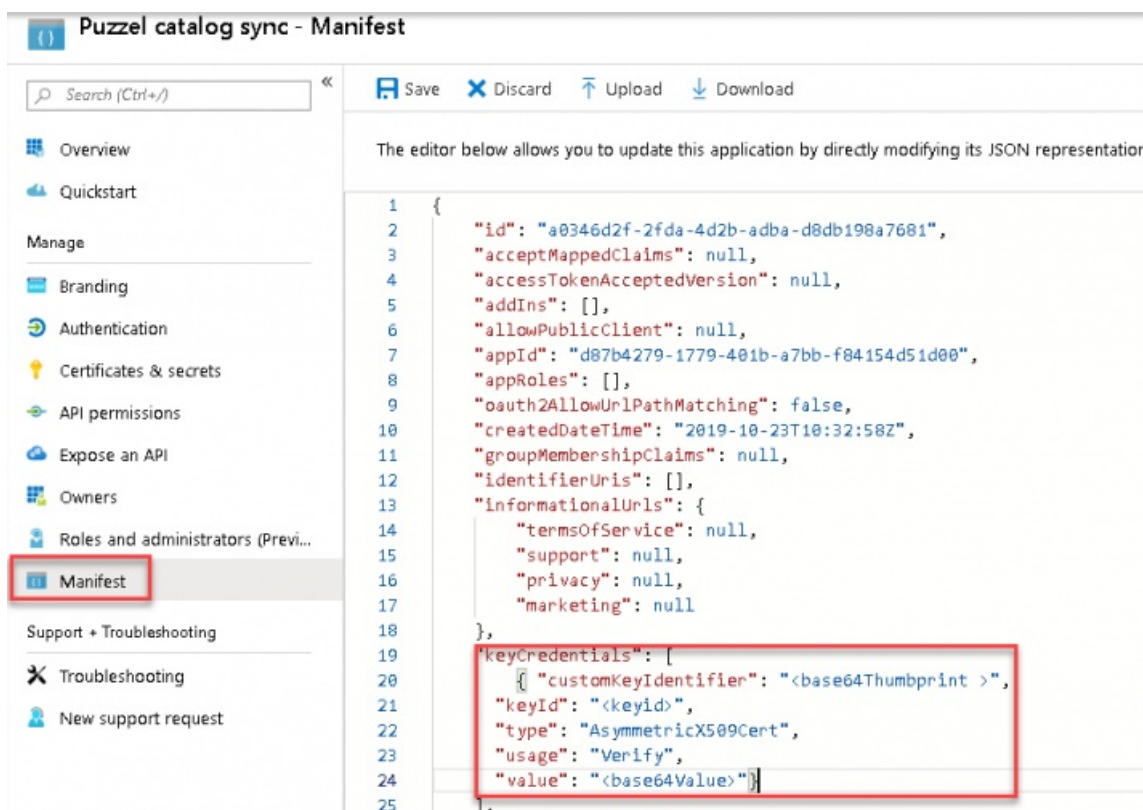 Puzzel catalog sync - Manifest
Search (Ctrl+/)
«
Save Discard Upload Download
Overview
Quickstart
Manage
Branding
Authentication
Certificates & secrets
API permissions
Expose an API
Owners
Roles and administrators (Previ...
Manifest
Support + Troubleshooting
Troubleshooting
New support request
The editor below allows you to update this application by directly modifying its JSON representation
1 {
2 "id": "a0346d2f-2fda-4d2b-adba-d8db198a7681",
3 "acceptMappedClaims": null,
4 "accessTokenAcceptedVersion": null,
5 "addIns": [],
6 "allowPublicClient": null,
7 "appId": "d87b4279-1779-401b-a7bb-f84154d51d00",
8 "appRoles": [],
9 "oauth2AllowUrlPathMatching": false,
10 "createdDateTime": "2019-10-23T10:32:58Z",
11 "groupMembershipClaims": null,
12 "identifierUris": [],
13 "informationalUrls": {
14 "termsOfService": null,
15 "support": null,
16 "privacy": null,
17 "marketing": null
18 },
19 "keyCredentials": [
20 { "customKeyIdentifier": "<base64Thumbprint >",
21 "keyId": "<keyid>",
22 "type": "AsymmetricX509Cert",
23 "usage": "Verify",
24 "value": "<base64Value>"}
25 ],